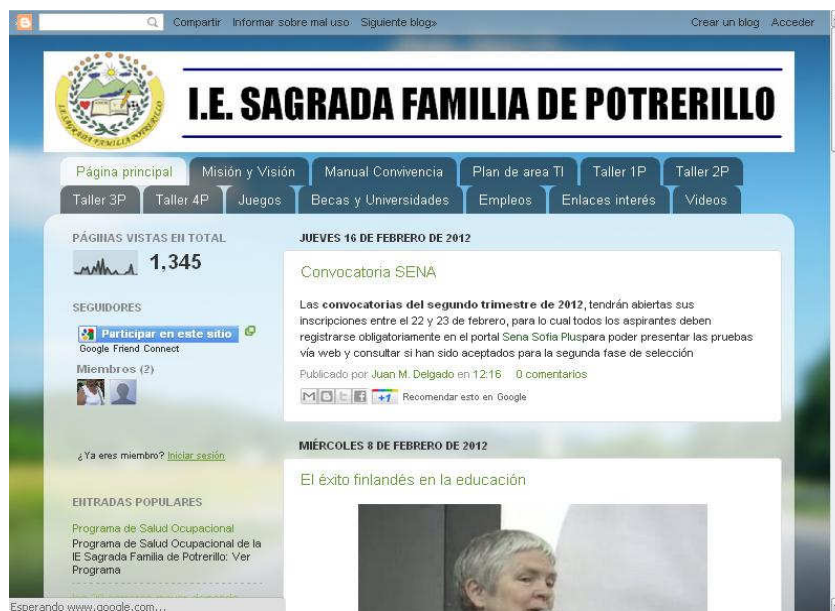 Compartir Informar sobre mal uso Siguiente blog» Crear un blog Acceder
I.E. SAGRADA FAMILIA DE POTRERILLO
I.E. SAGRADA FAMILIA DE POTRERILLO
Página principal Misión y Visión Manual Convivencia Plan de area TI Taller 1P Taller 2P
Taller 3P Taller 4P Juegos Becas y Universidades Empleos Enlaces interés Videos
PÁGINAS VISTAS EN TOTAL
1,345
SEGUIDORES
Participar en este sitio
Google Friend Connect
Miembros (2)
¿Ya eres miembro? Iniciar sesión
ENTRADAS POPULARES
Programa de Salud Ocupacional
Programa de Salud Ocupacional de la
IE Sagrada Familia de Potrerillo: Ver
Programa
JUEVES 16 DE FEBRERO DE 2012
Convocatoria SENA
Las convocatorias del segundo trimestre de 2012, tendrán abiertas sus
inscripciones entre el 22 y 23 de febrero, para lo cual todos los aspirantes deben
registrarse obligatoriamente en el portal Sena Sofia Pluspara poder presentar las pruebas
vía web y consultar si han sido aceptados para la segunda fase de selección
Publicado por Juan M. Delgado en 12:16 0 comentarios
+1 Recomendar esto en Google
MIÉRCOLES 8 DE FEBRERO DE 2012
El éxito finlandés en la educación
Esperando www.google.com...